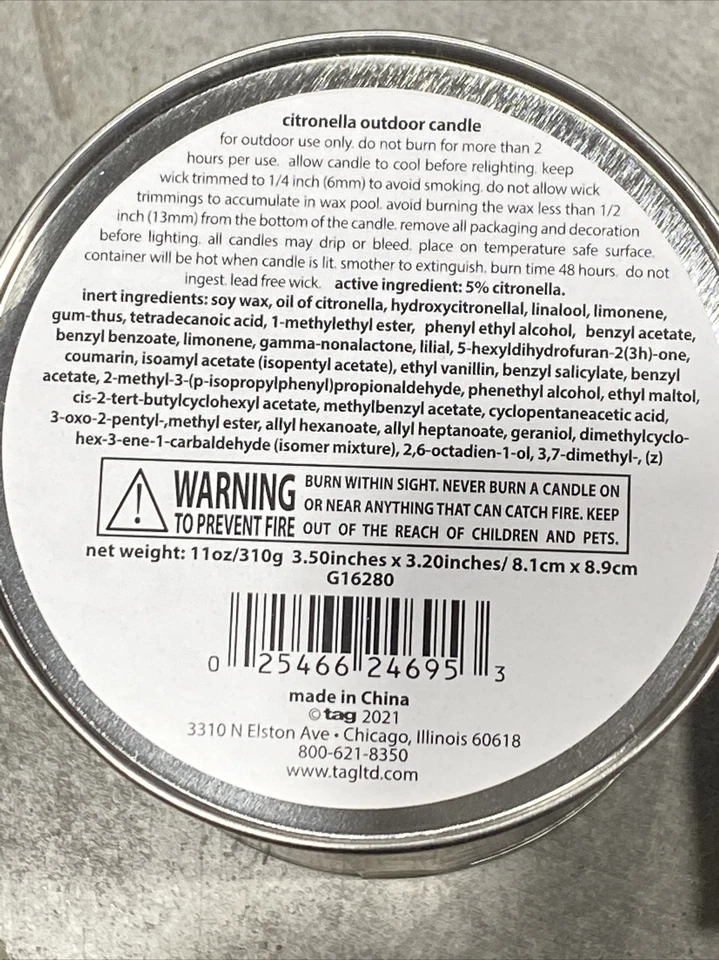 citronella outdoor candle
for outdoor use only. do not burn for more than 2
hours per use. allow candle to cool before relighting. keep
wick trimmed to 1/4 inch (6mm) to avoid smoking. do not allow wick
trimmings to accumulate in wax pool. avoid burning the wax less than 1/2
inch (13mm) from the bottom of the candle. remove all packaging and decoration
before lighting. all candles may drip or bleed. place on temperature safe surface.
container will be hot when candle is lit. smother to extinguish. burn time 48 hours. do not
ingest. lead free wick. active ingredient: 5% citronella.
inert ingredients: soy wax, oil of citronella, hydroxycitronellal, linalool, limonene,
gum-thus, tetradecanoic acid, 1-methylethyl ester, phenyl ethyl alcohol, benzyl acetate,
benzyl benzoate, limonene, gamma-nonalactone, lilial, 5-hexyldihydrofuran-2(3h)-one,
coumarin, isoamyl acetate (isopentyl acetate), ethyl vanillin, benzyl salicylate, benzyl
acetate, 2-methyl-3-(p-isopropylphenyl)propionaldehyde, phenethyl alcohol, ethyl maltol,
cis-2-tert-butylcyclohexyl acetate, methylbenzyl acetate, cyclopentaneacetic acid,
3-oxo-2-pentyl-,methyl ester, allyl hexanoate, allyl heptanoate, geraniol, dimethylcyclo-
hex-3-ene-1-carbaldehyde (isomer mixture), 2,6-octadien-1-ol, 3,7-dimethyl-, (z)
WARNING
TO PREVENT FIRE
BURN WITHIN SIGHT. NEVER BURN A CANDLE ON
OR NEAR ANYTHING THAT CAN CATCH FIRE. KEEP
OUT OF THE REACH OF CHILDREN AND PETS.
net weight: 11oz/310g 3.50inches x 3.20inches/ 8.1cm x 8.9cm
G16280
0 25466 24695 3
made in China
© tag 2021
3310 N Elston Ave • Chicago, Illinois 60618
800-621-8350
www.tagltd.com